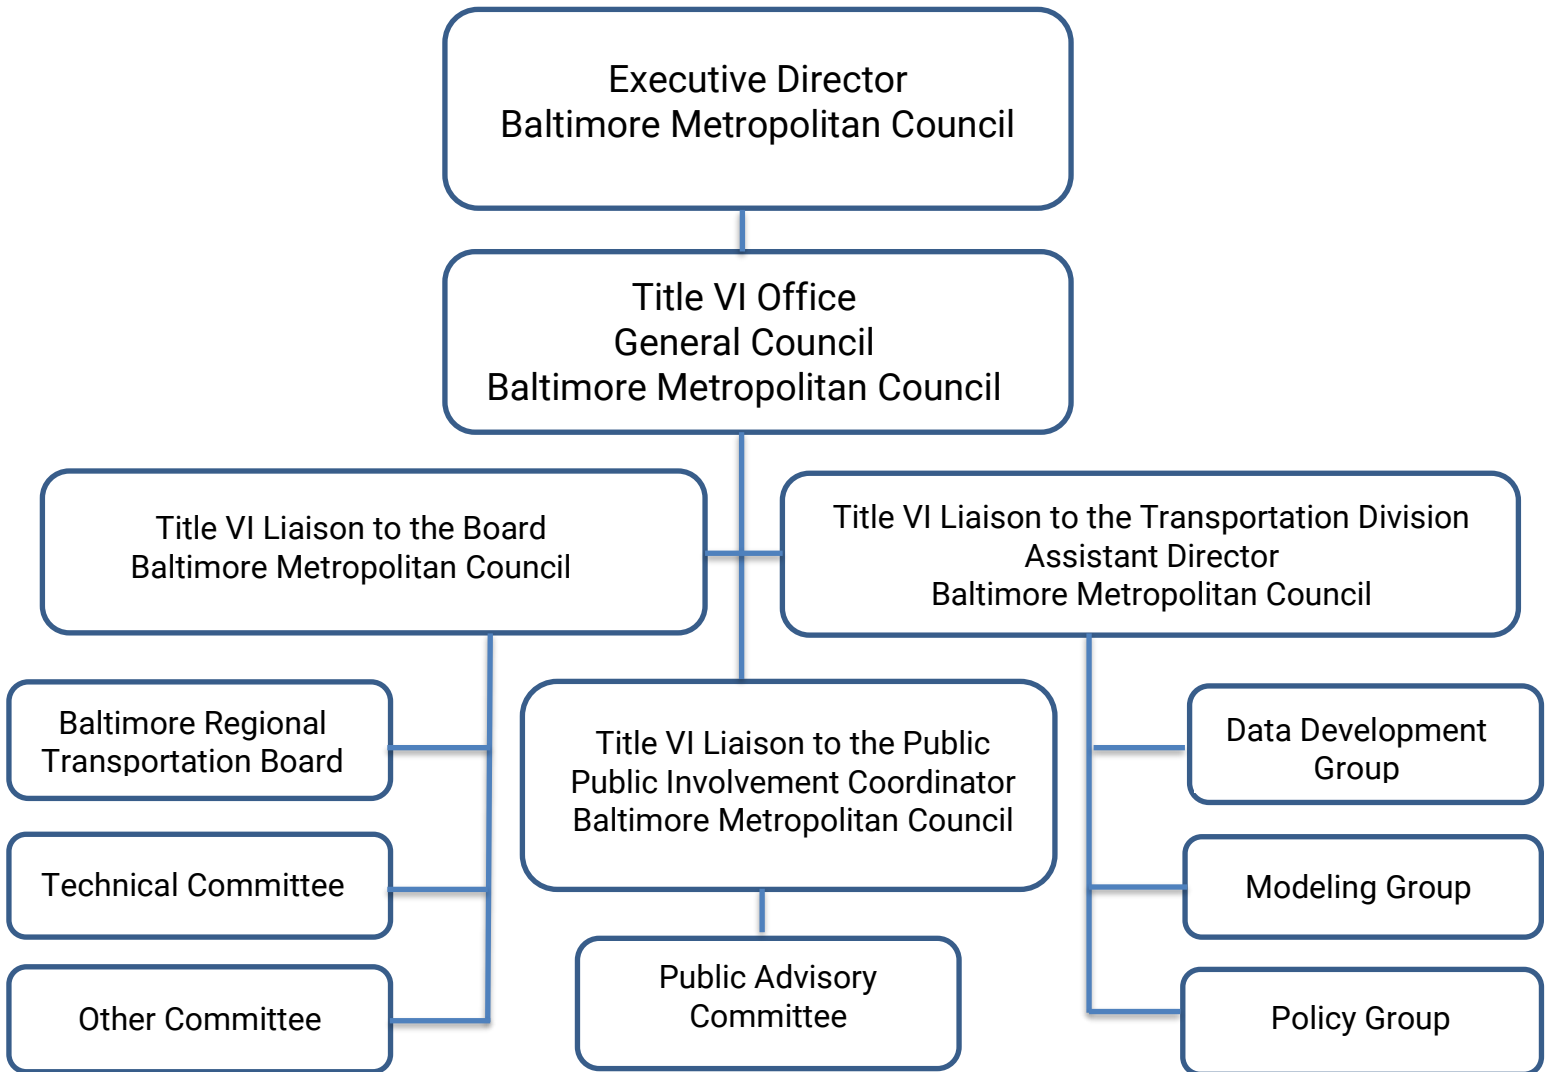 Executive Director
Baltimore Metropolitan Council
Title VI Office
General Council
Baltimore Metropolitan Council
Title VI Liaison to the Board
Baltimore Metropolitan Council
Title VI Liaison to the Transportation Division
Assistant Director
Baltimore Metropolitan Council
Baltimore Regional
Transportation Board
Technical Committee
Other Committee
Title VI Liaison to the Public
Public Involvement Coordinator
Baltimore Metropolitan Council
Public Advisory
Committee
Data Development
Group
Modeling Group
Policy Group